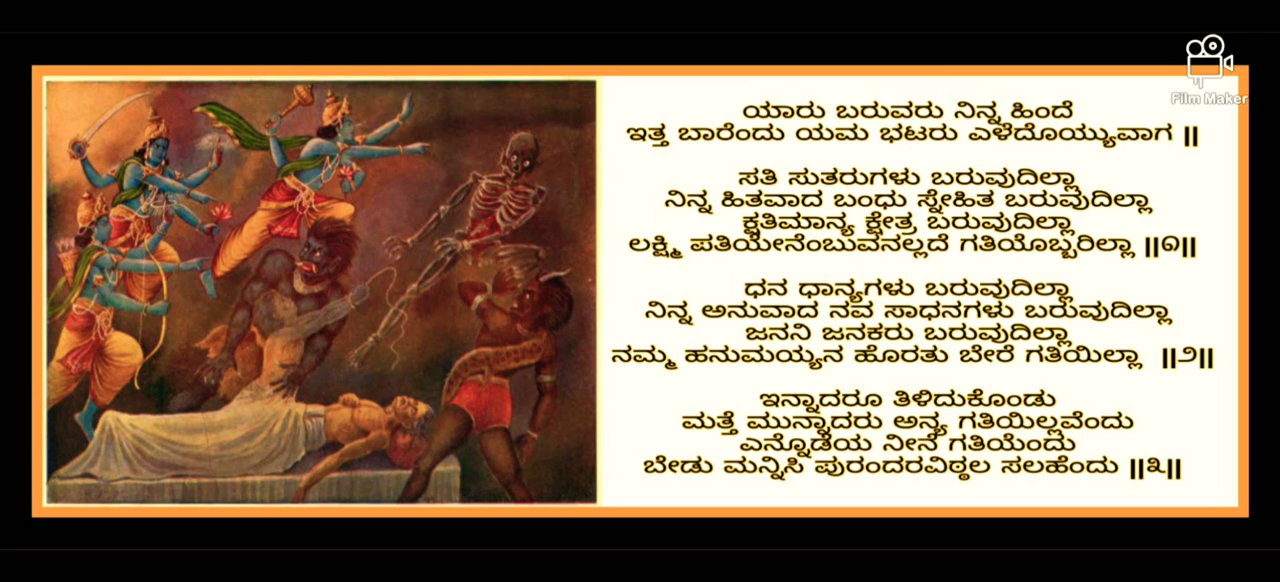 Film Maker
ಯಾರು ಬರುವರು ನಿನ್ನ ಹಿಂದೆ
ಇತ್ತ ಬಾರೆಂದು ಯಮ ಭಟರು ಎಳೆದೊಯ್ಯುವಾಗ ||
ಸತಿ ಸುತರುಗಳು ಬರುವುದಿಲ್ಲಾ
ನಿನ್ನ ಹಿತವಾದ ಬಂಧು ಸ್ನೇಹಿತ ಬರುವುದಿಲ್ಲಾ
ಕ್ಷತಿಮಾನ್ಯ ಕ್ಷೇತ್ರ ಬರುವುದಿಲ್ಲಾ
ಲಕ್ಷ್ಮಿ ಪತಿಯೇನೆಂಬುವನಲ್ಲದೆ ಗತಿಯೊಬ್ಬರಿಲ್ಲಾ ||೧||
ಧನ ಧಾನ್ಯಗಳು ಬರುವುದಿಲ್ಲಾ
ನಿನ್ನ ಅನುವಾದ ನವ ಸಾಧನಗಳು ಬರುವುದಿಲ್ಲಾ
ಜನನಿ ಜನಕರು ಬರುವುದಿಲ್ಲಾ
ನಮ್ಮ ಹನುಮಯ್ಯನ ಹೊರತು ಬೇರೆ ಗತಿಯಿಲ್ಲಾ ||೨||
ಇನ್ನಾದರೂ ತಿಳಿದುಕೊಂಡು
ಮತ್ತೆ ಮುನ್ನಾದರು ಅನ್ಯ ಗತಿಯಿಲ್ಲವೆಂದು
ಎನ್ನೊಡೆಯ ನೀನೆ ಗತಿಯೆಂದು
ಬೇಡು ಮನ್ನಿಸಿ ಪುರಂದರವಿಠ್ಠಲ ಸಲಹೆಂದು ||೩||